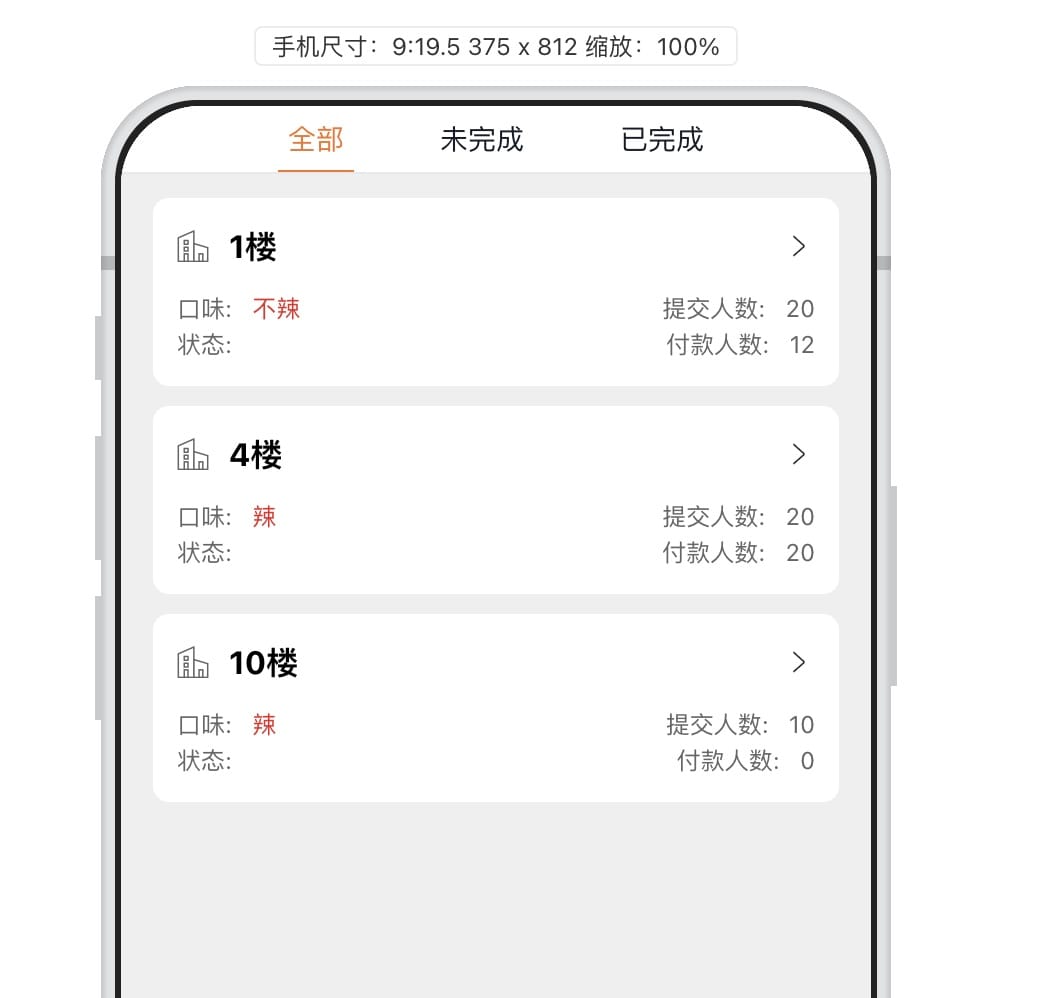 手机尺寸：9:19.5 375 x 812 缩放：100%
全部 未完成 已完成
1楼
口味: 不辣 提交人数: 20
状态: 付款人数: 12
4楼
口味: 辣 提交人数: 20
状态: 付款人数: 20
10楼
口味: 辣 提交人数: 10
状态: 付款人数: 0